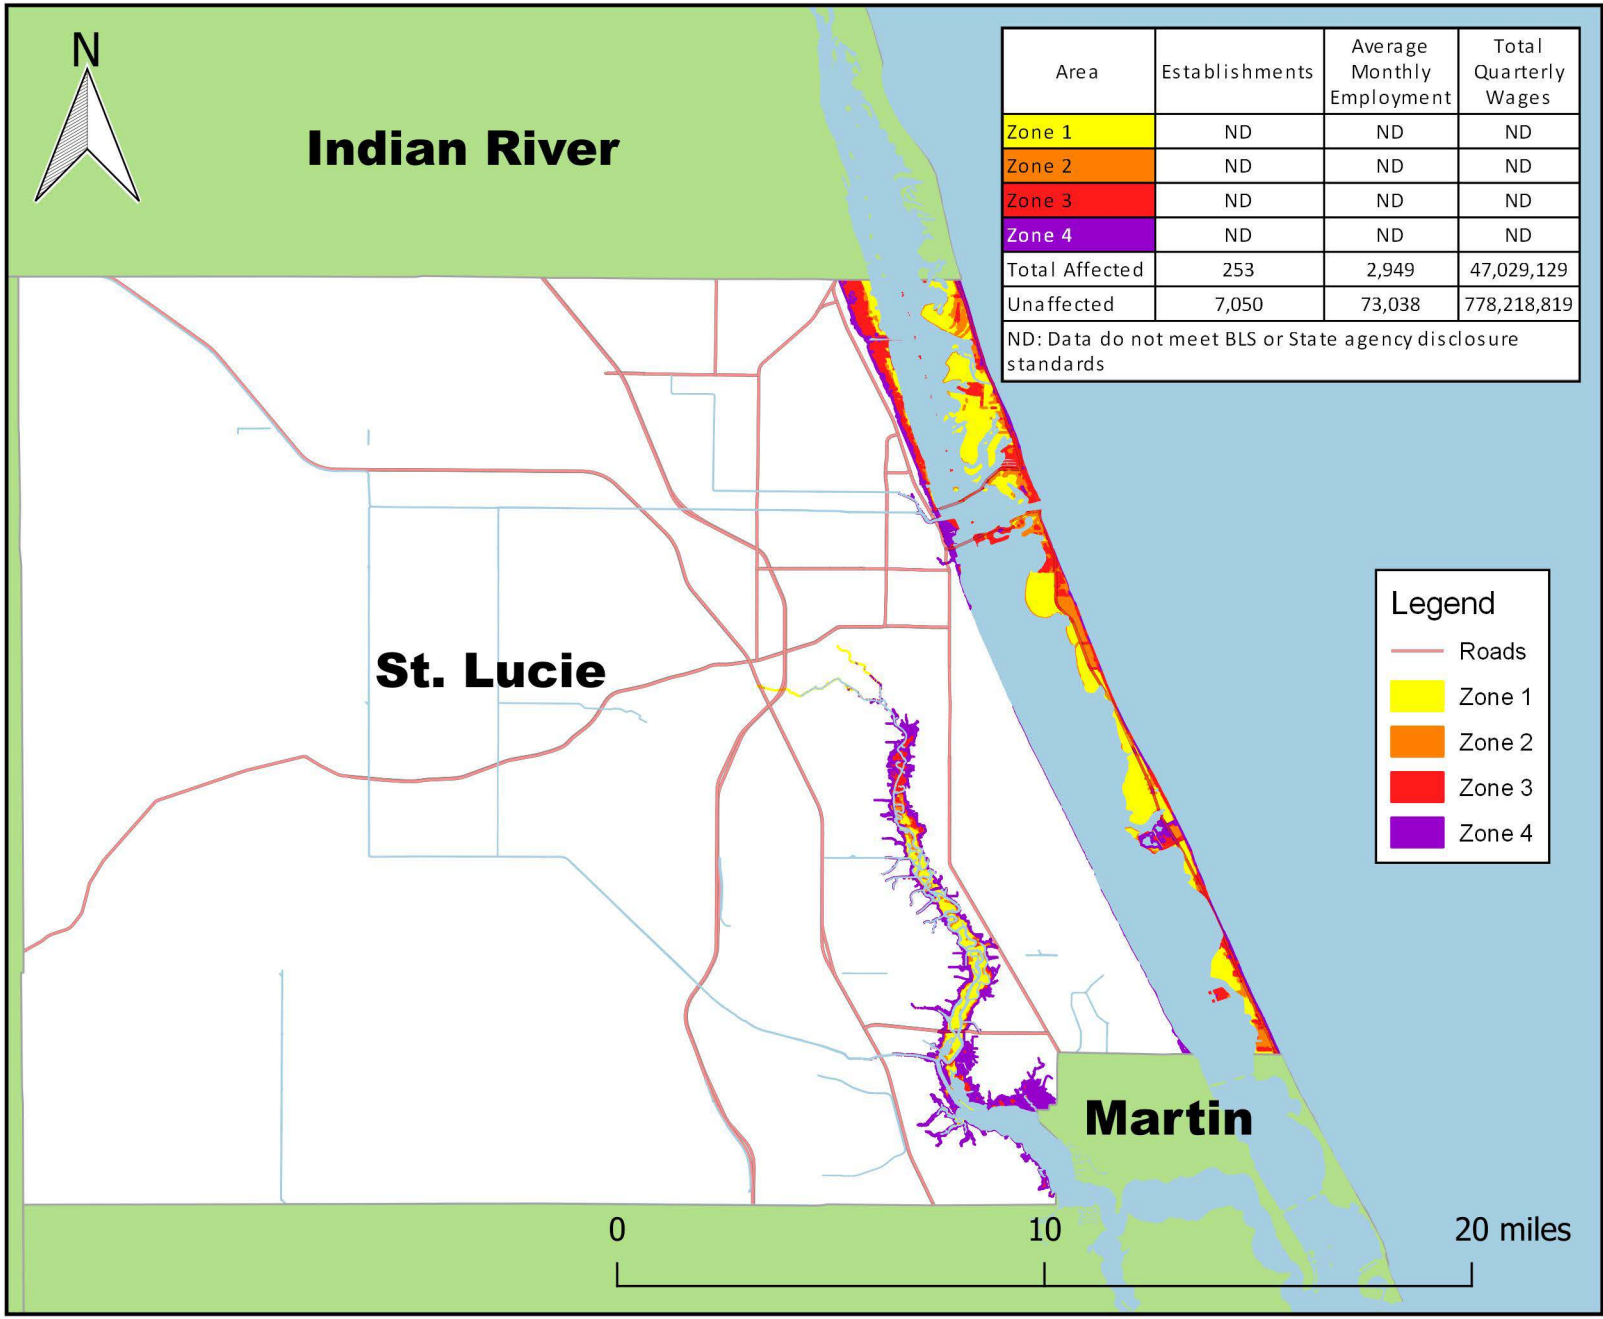 N
Indian River
Area Establishments Average Monthly Employment Total Quarterly Wages
Zone 1 ND ND ND
Zone 2 ND ND ND
Zone 3 ND ND ND
Zone 4 ND ND ND
Total Affected 253 2,949 47,029,129
Unaffected 7,050 73,038 778,218,819
ND: Data do not meet BLS or State agency disclosure
standards
St. Lucie
Legend
Roads
Zone 1
Zone 2
Zone 3
Zone 4
Martin
0 10 20 miles